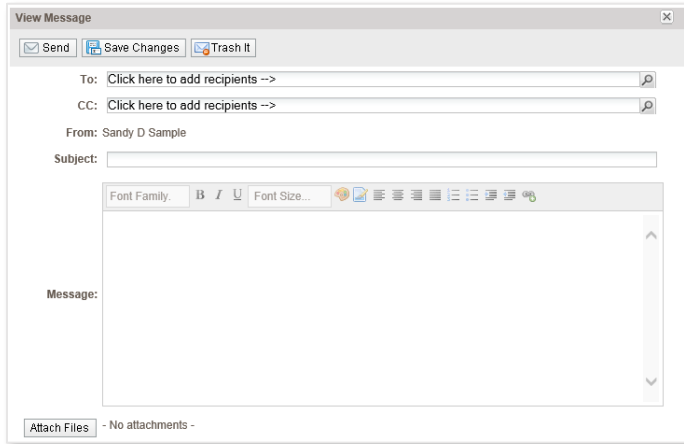 View Message
Send Save Changes Trash It
To: Click here to add recipients -->
CC: Click here to add recipients -->
From: Sandy D Sample
Subject:
Font Family. B I U Font Size...
Message:
Attach Files - No attachments -